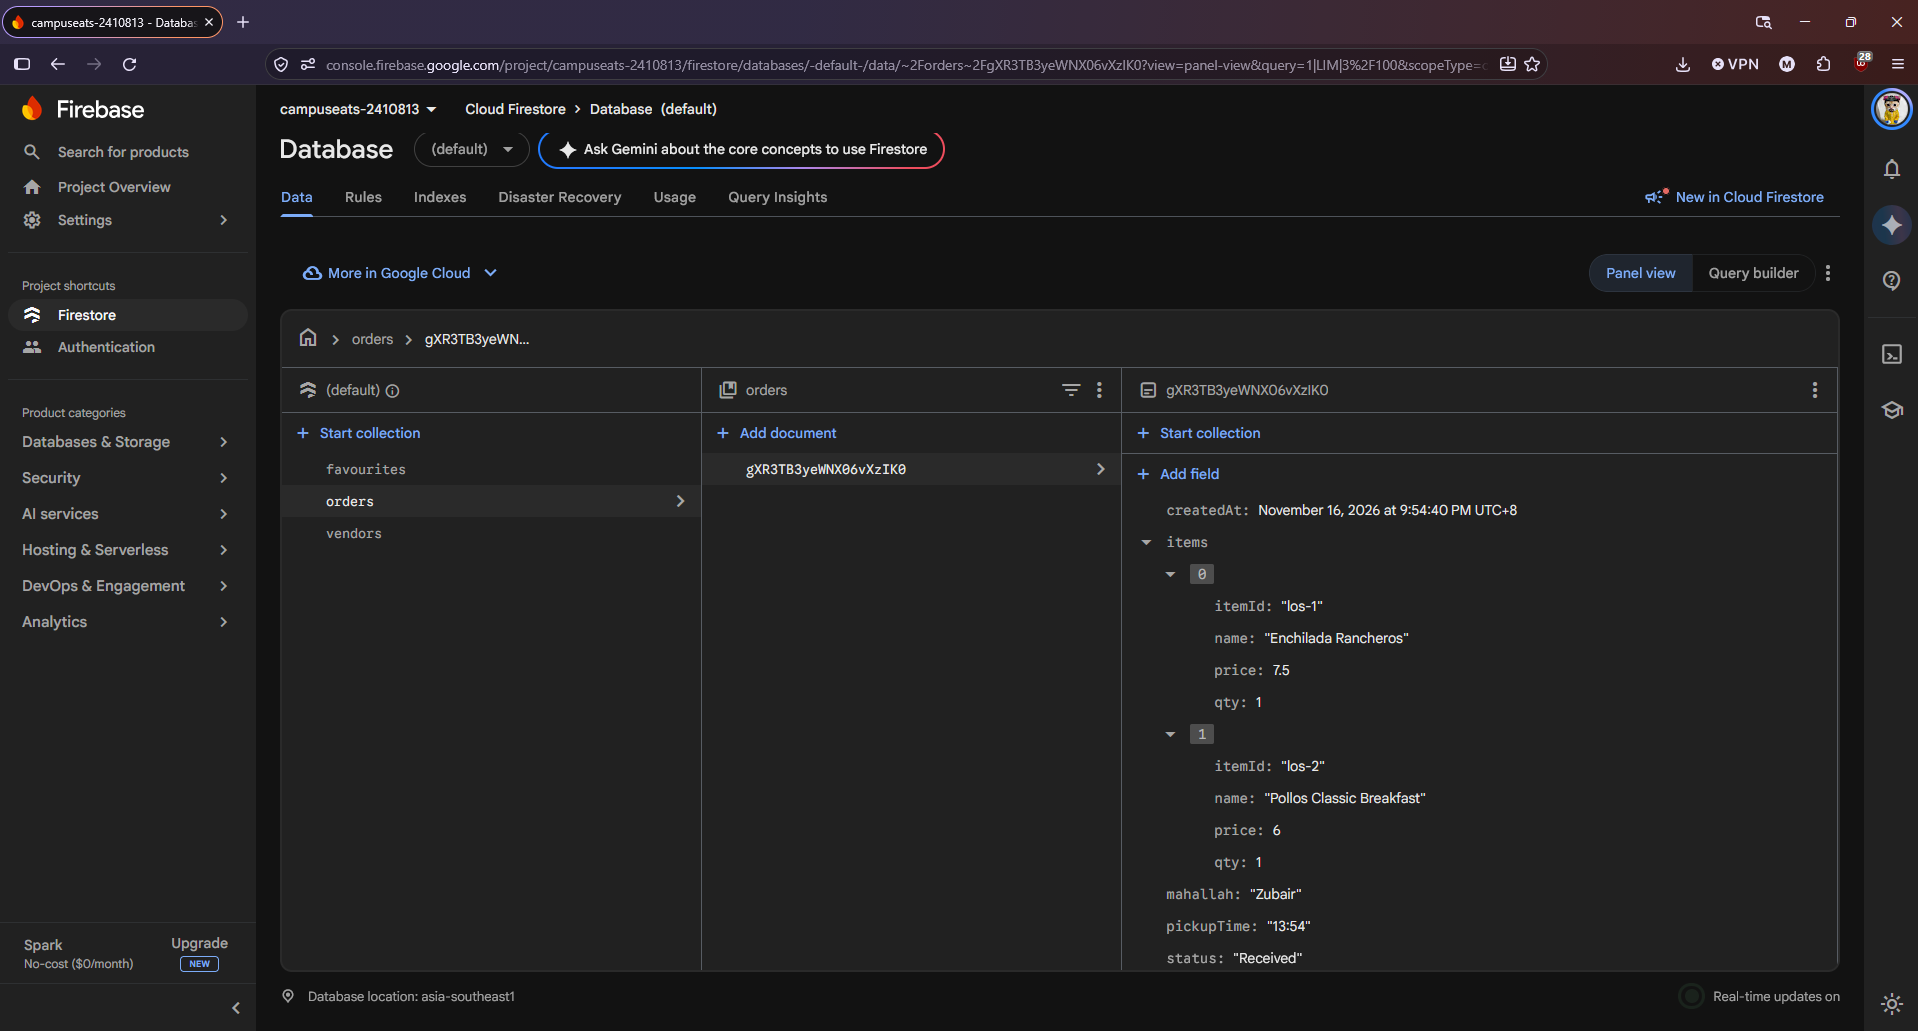 campuseats-2410813 - Databas
console.firebase.google.com/project/campuseats-2410813/firestore/databases/-default-/data/~2Forders~2FgXR3TB3yeWNX06vXzIK0?view=panel-view&query=1|LIM|3%2F100&scopeType=
VPN
M
28
Firebase
Search for products
Project Overview
Settings
Project shortcuts
Firestore
Authentication
Product categories
Databases & Storage
Security
AI services
Hosting & Serverless
DevOps & Engagement
Analytics
Spark
No-cost ($0/month)
Upgrade
NEW
campuseats-2410813
Cloud Firestore > Database (default)
Database
(default)
Ask Gemini about the core concepts to use Firestore
Data
Rules
Indexes
Disaster Recovery
Usage
Query Insights
New in Cloud Firestore
More in Google Cloud
Panel view
Query builder
orders
gXR3TB3yeWN...
(default)
Start collection
favourites
orders
vendors
orders
Add document
gXR3TB3yeWNX06vXzIK0
gXR3TB3yeWNX06vXzIK0
Start collection
Add field
createdAt: November 16, 2026 at 9:54:40 PM UTC+8
items
0
itemId: "los-1"
name: "Enchilada Rancheros"
price: 7.5
qty: 1
1
itemId: "los-2"
name: "Pollos Classic Breakfast"
price: 6
qty: 1
mahallah: "Zubair"
pickupTime: "13:54"
status: "Received"
Database location: asia-southeast1
Real-time updates on